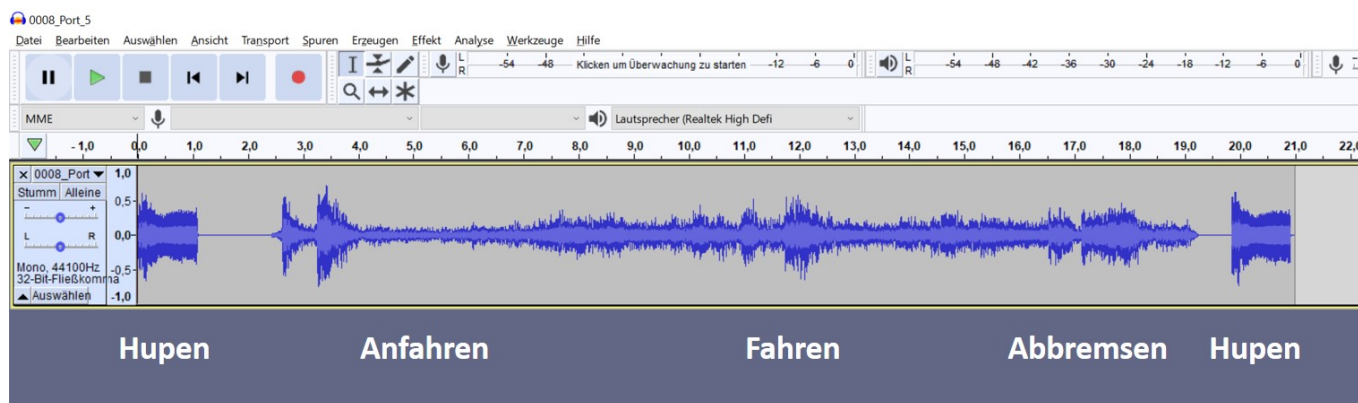 0008_Port_5
Datei Bearbeiten Auswählen Ansicht Transport Spuren Erzeugen Effekt Analyse Werkzeuge Hilfe
L R -54 -48 Klicken um Überwachung zu starten -12 -6 0 L R -54 -48 -42 -36 -30 -24 -18 -12 -6 0
MME Lautsprecher (Realtek High Defi
- 1,0 0,0 1,0 2,0 3,0 4,0 5,0 6,0 7,0 8,0 9,0 10,0 11,0 12,0 13,0 14,0 15,0 16,0 17,0 18,0 19,0 20,0 21,0 22,
× 0008_Port 1,0
Stumm Alleine 0,5
- +
L R 0,0
Mono, 44100Hz -0,5
32-Bit-Fließkomma
Auswählen -1,0
Hupen Anfahren Fahren Abbremsen Hupen